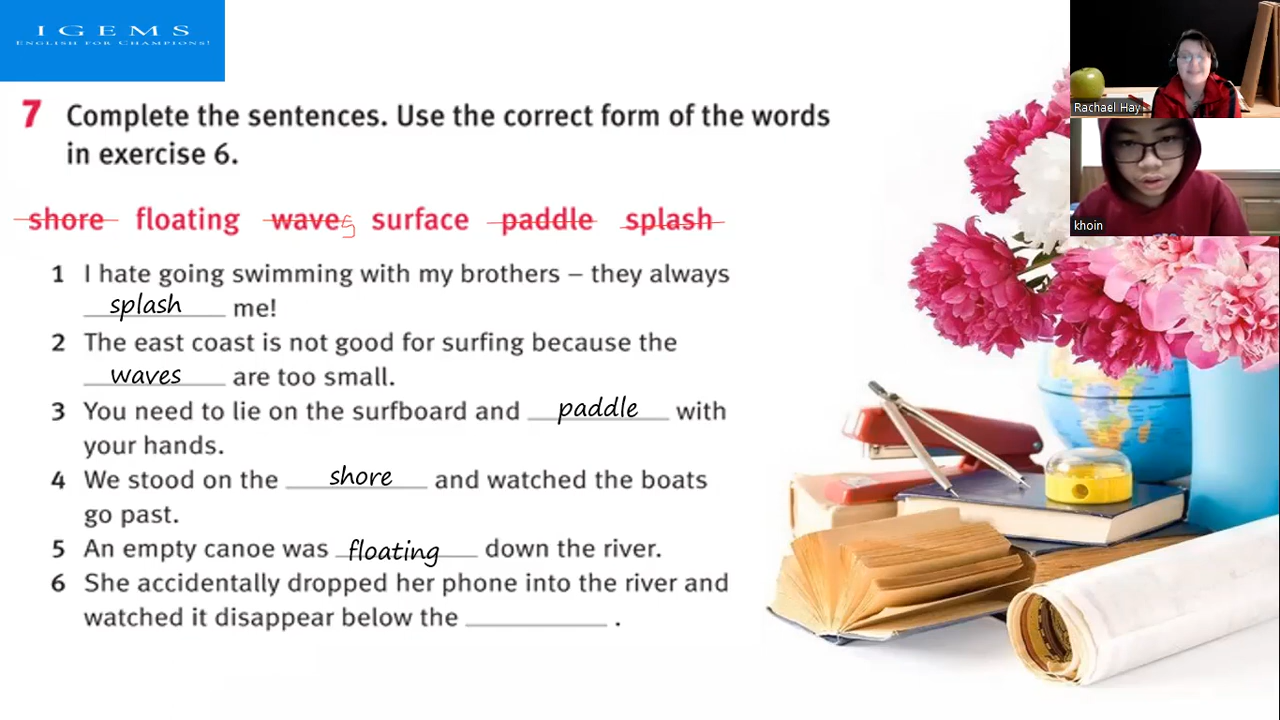 IGEMS
ENGLISH FOR CHAMPIONS!
Rachael Hay
khoin
7 Complete the sentences. Use the correct form of the words
in exercise 6.
shore floating waves surface paddle splash
1 I hate going swimming with my brothers – they always
splash me!
2 The east coast is not good for surfing because the
waves are too small.
3 You need to lie on the surfboard and paddle with
your hands.
4 We stood on the shore and watched the boats
go past.
5 An empty canoe was floating down the river.
6 She accidentally dropped her phone into the river and
watched it disappear below the ________ .